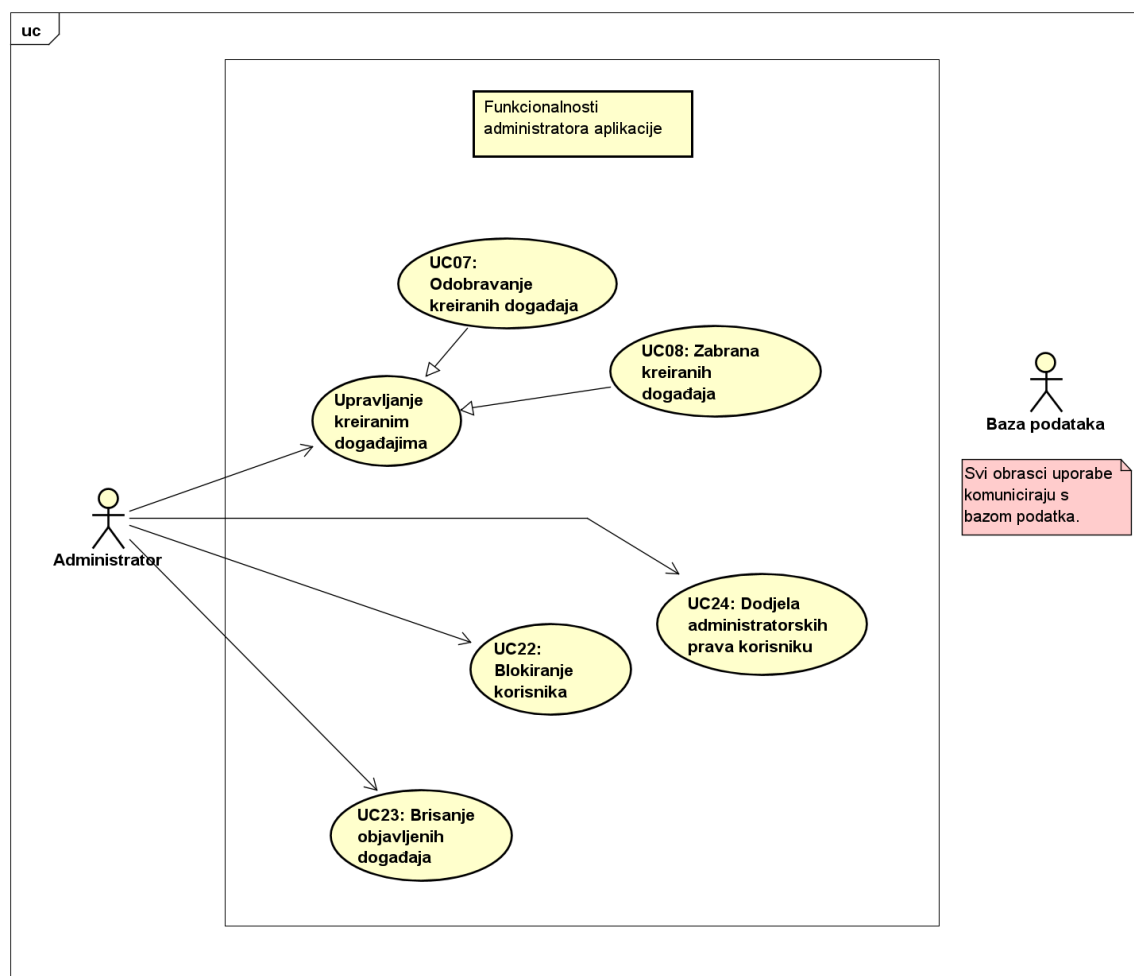 uc
Funkcionalnosti
administratora aplikacije
UC07:
Odobravanje
kreiranih događaja
UC08: Zabrana
kreiranih
događaja
Upravljanje
kreiranim
događajima
Baza podataka
Svi obrasci uporabe
komuniciraju s
bazom podatka.
Administrator
UC24: Dodjela
administratorskih
prava korisniku
UC22:
Blokiranje
korisnika
UC23: Brisanje
objavljenih
događaja